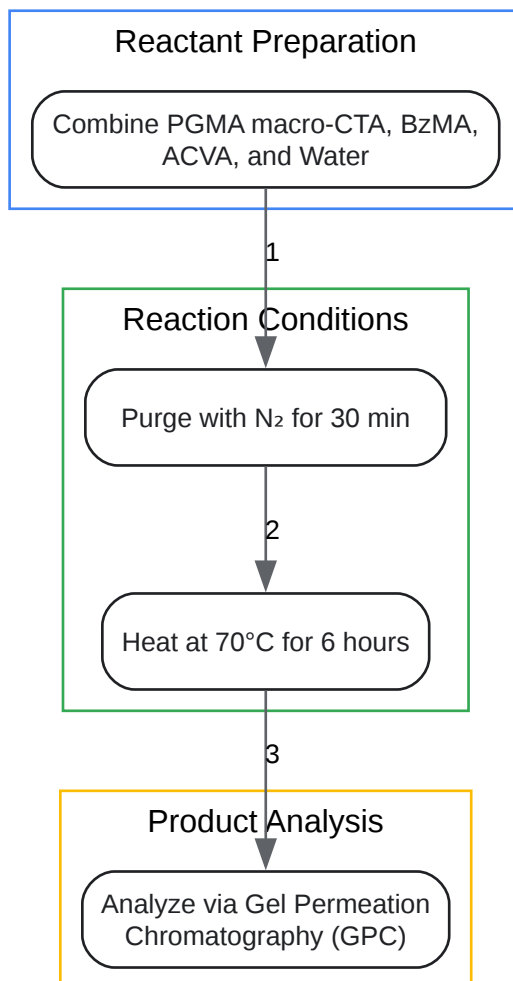 Reactant Preparation
Combine PGMA macro-CTA, BzMA,
ACVA, and Water
1
Reaction Conditions
Purge with N₂ for 30 min
2
Heat at 70°C for 6 hours
3
Product Analysis
Analyze via Gel Permeation
Chromatography (GPC)